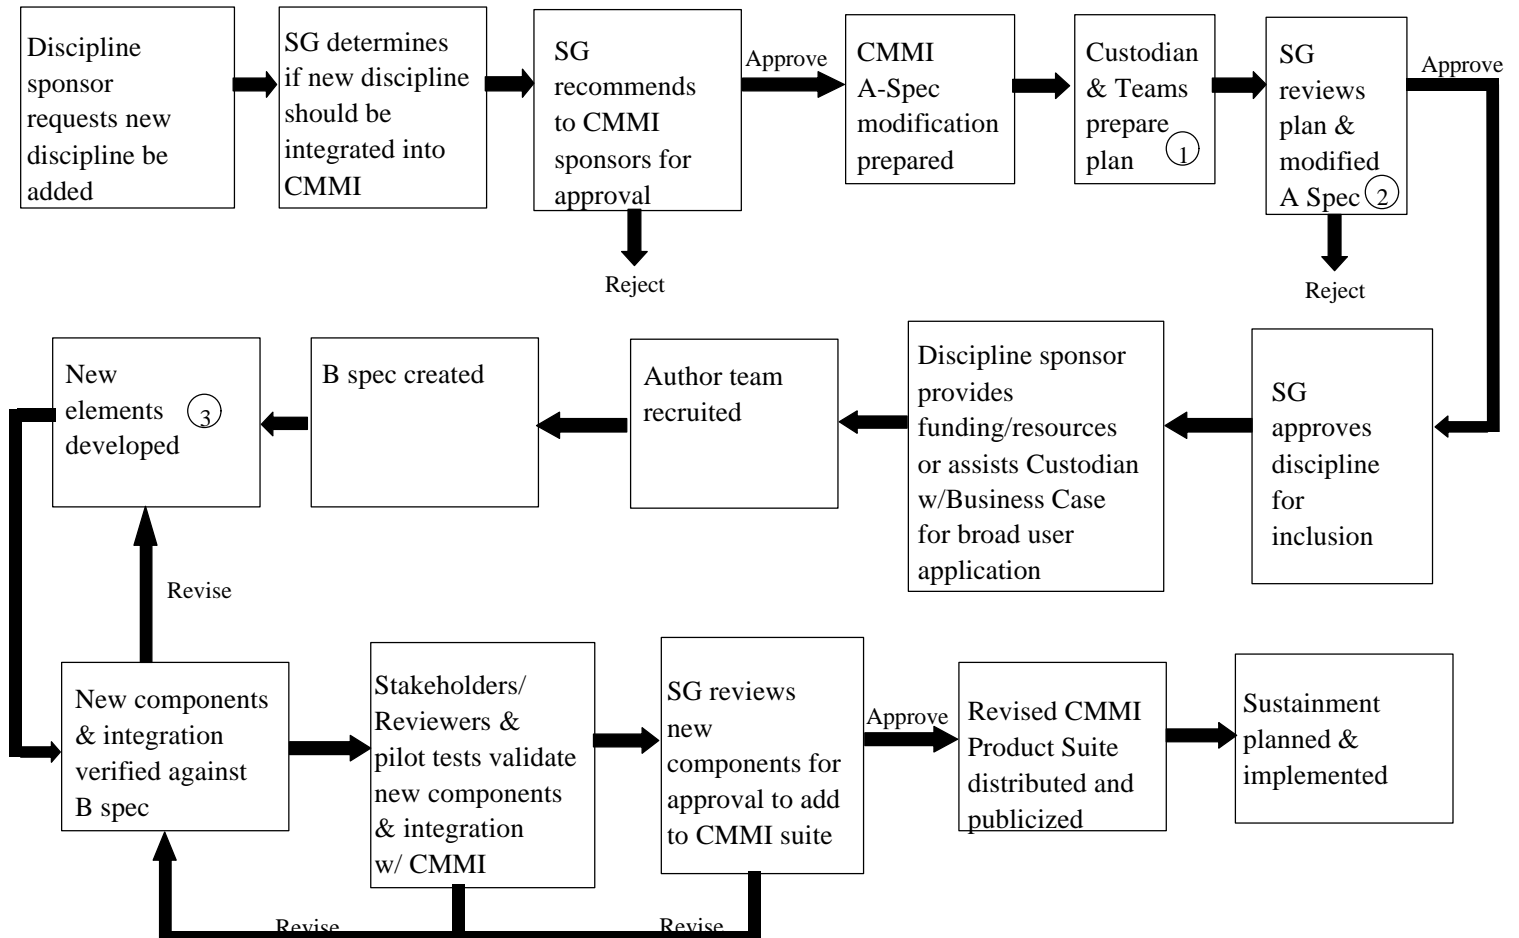 Discipline
sponsor
requests new
discipline be
added
SG determines
if new discipline
should be
integrated into
CMMI
SG
recommends
to CMMI
sponsors for
approval
Approve
Reject
CMMI
A-Spec
modification
prepared
Custodian
& Teams
prepare
plan 1
SG
reviews
plan &
modified
A Spec 2
Approve
Reject
New
elements
developed 3
B spec created
Author team
recruited
Discipline sponsor
provides
funding/resources
or assists Custodian
w/Business Case
for broad user
application
SG
approves
discipline
for
inclusion
Revise
New components
& integration
verified against
B spec
Stakeholders/
Reviewers &
pilot tests validate
new components
& integration
w/ CMMI
SG reviews
new
components for
approval to add
to CMMI suite
Approve
Revised CMMI
Product Suite
distributed and
publicized
Sustainment
planned &
implemented
Revise
Revise